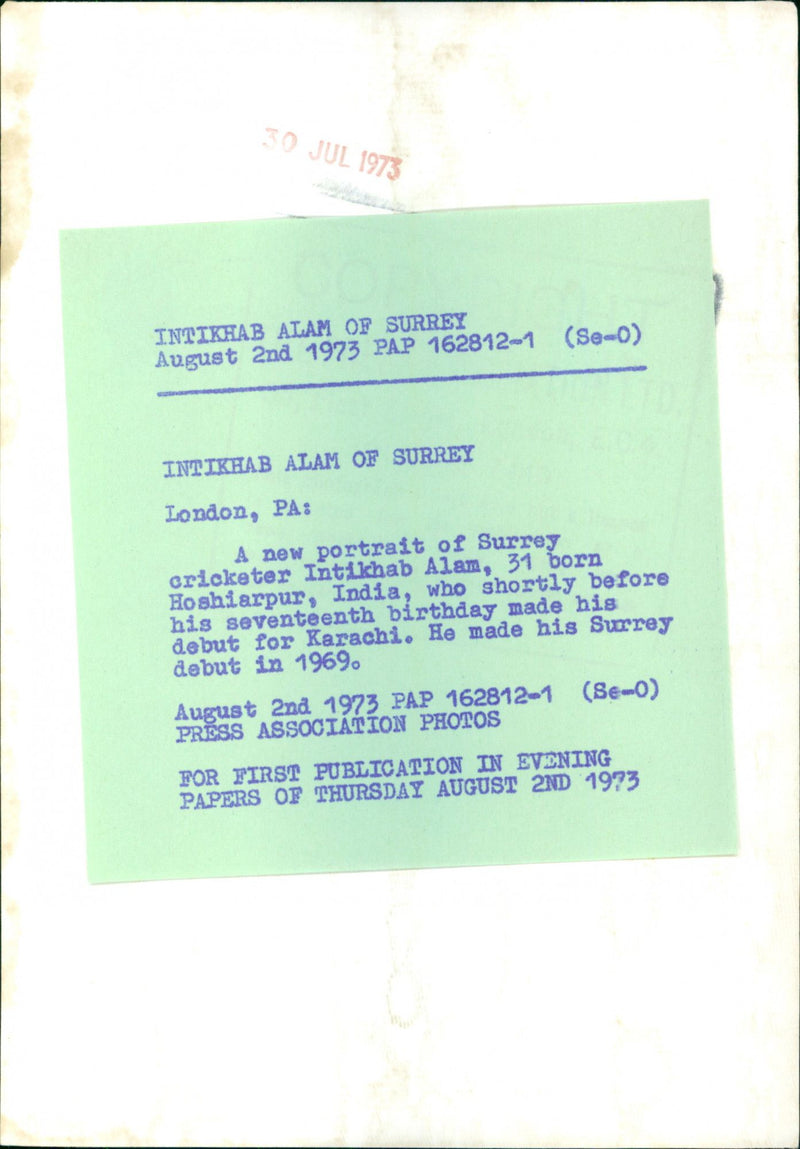 30 JUL 1973
INTIKHAB ALAM OF SURREY
August 2nd 1973 PAP 162812-1 (Se-O)
INTIKHAB ALAM OF SURREY
London, PA:
A new portrait of Surrey
cricketer Intikhab Alam, 31 born
Hoshiarpur, India, who shortly before
his seventeenth birthday made his
debut for Karachi. He made his Surrey
debut in 1969.
August 2nd 1973 PAP 162812-1 (Se-O)
PRESS ASSOCIATION PHOTOS
FOR FIRST PUBLICATION IN EVENING
PAPERS OF THURSDAY AUGUST 2ND 1973